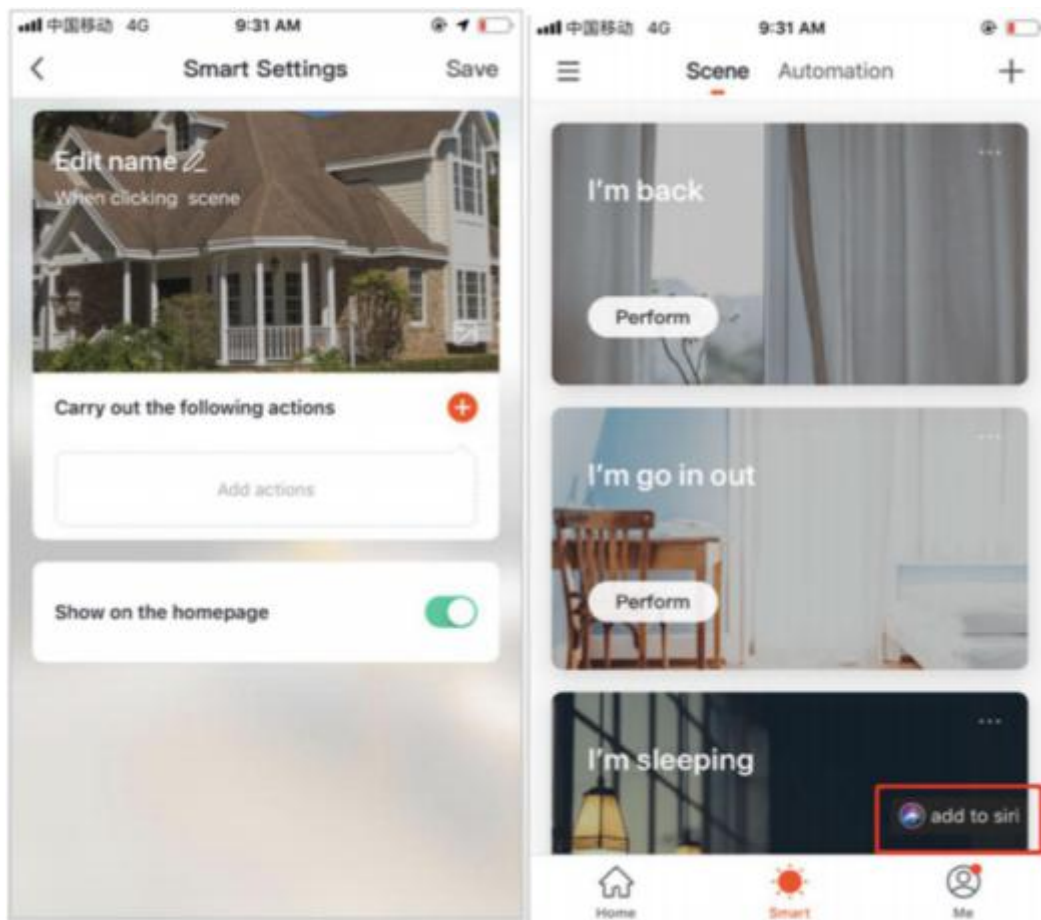 中国移动 4G 9:31 AM
Smart Settings Save
Edit name
When clicking scene
Carry out the following actions
Add actions
Show on the homepage
中国移动 4G 9:31 AM
Scene Automation
I'm back
Perform
I'm go in out
Perform
I'm sleeping
add to siri
Home Smart Me